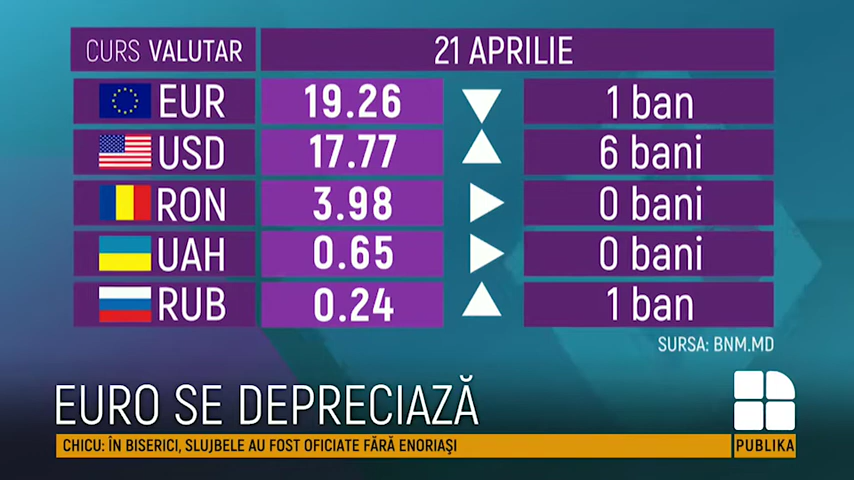 CURS VALUTAR 21 APRILIE
EUR 19.26 1 ban
USD 17.77 6 bani
RON 3.98 0 bani
UAH 0.65 0 bani
RUB 0.24 1 ban
SURSA: BNM.MD
EURO SE DEPRECIAZĂ
CHICU: ÎN BISERICI, SLUJBELE AU FOST OFICIATE FĂRĂ ENORIAȘI
PUBLIKA